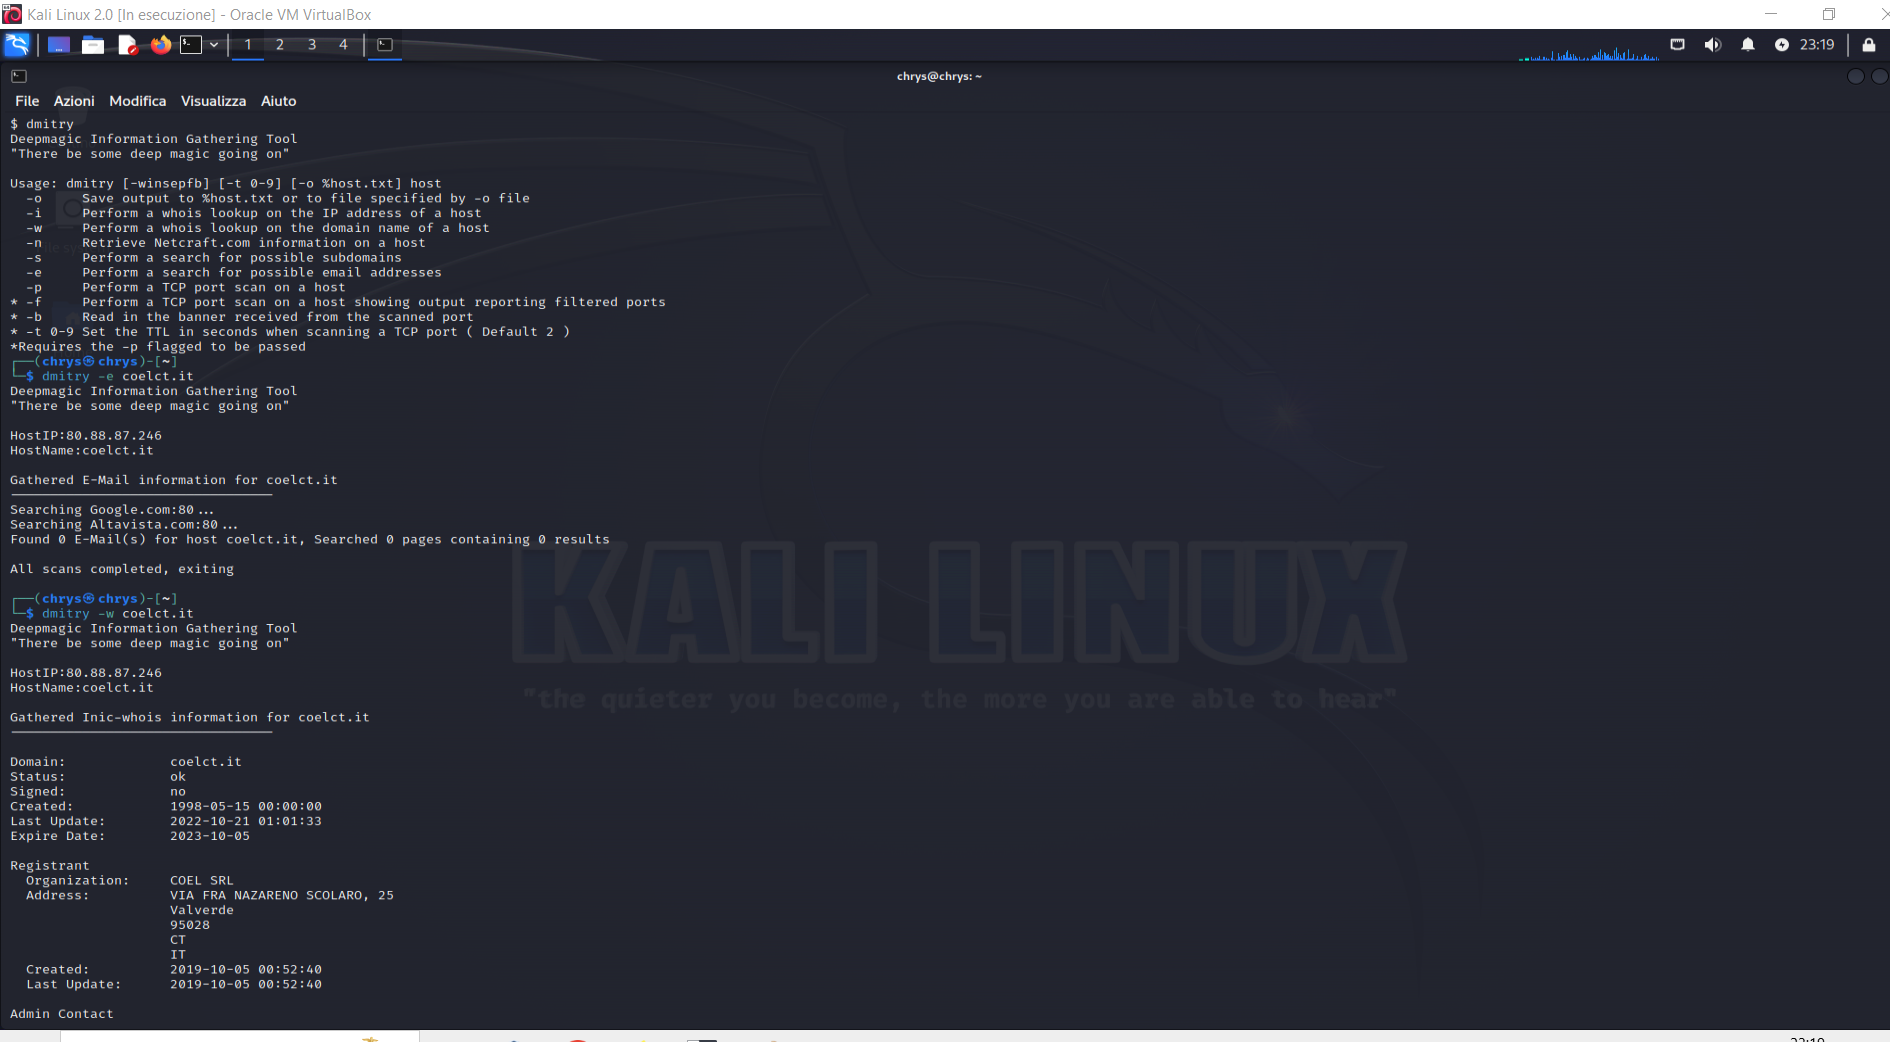 Kali Linux 2.0 [In esecuzione] - Oracle VM VirtualBox
1 2 3 4 23:19
chrys@chrys: ~
File Azioni Modifica Visualizza Aiuto
$ dmitry
Deepmagic Information Gathering Tool
"There be some deep magic going on"
Usage: dmitry [-winsepfb] [-t 0-9] [-o %host.txt] host
-o Save output to %host.txt or to file specified by -o file
-i Perform a whois lookup on the IP address of a host
-w Perform a whois lookup on the domain name of a host
-n Retrieve Netcraft.com information on a host
-s Perform a search for possible subdomains
-e Perform a search for possible email addresses
-p Perform a TCP port scan on a host
* -f Perform a TCP port scan on a host showing output reporting filtered ports
* -b Read in the banner received from the scanned port
* -t 0-9 Set the TTL in seconds when scanning a TCP port ( Default 2 )
*Requires the -p flagged to be passed
(chrys㉿chrys)-[~]
$ dmitry -e coelct.it
Deepmagic Information Gathering Tool
"There be some deep magic going on"
HostIP:80.88.87.246
HostName:coelct.it
Gathered E-Mail information for coelct.it
Searching Google.com:80...
Searching Altavista.com:80...
Found 0 E-Mail(s) for host coelct.it, Searched 0 pages containing 0 results
All scans completed, exiting
(chrys㉿chrys)-[~]
$ dmitry -w coelct.it
Deepmagic Information Gathering Tool
"There be some deep magic going on"
HostIP:80.88.87.246
HostName:coelct.it
Gathered Inic-whois information for coelct.it
Domain: coelct.it
Status: ok
Signed: no
Created: 1998-05-15 00:00:00
Last Update: 2022-10-21 01:01:33
Expire Date: 2023-10-05
Registrant
Organization: COEL SRL
Address: VIA FRA NAZARENO SCOLARO, 25
Valverde
95028
CT
IT
Created: 2019-10-05 00:52:40
Last Update: 2019-10-05 00:52:40
Admin Contact
KALI LINUX
"the quieter you become, the more you are able to hear"